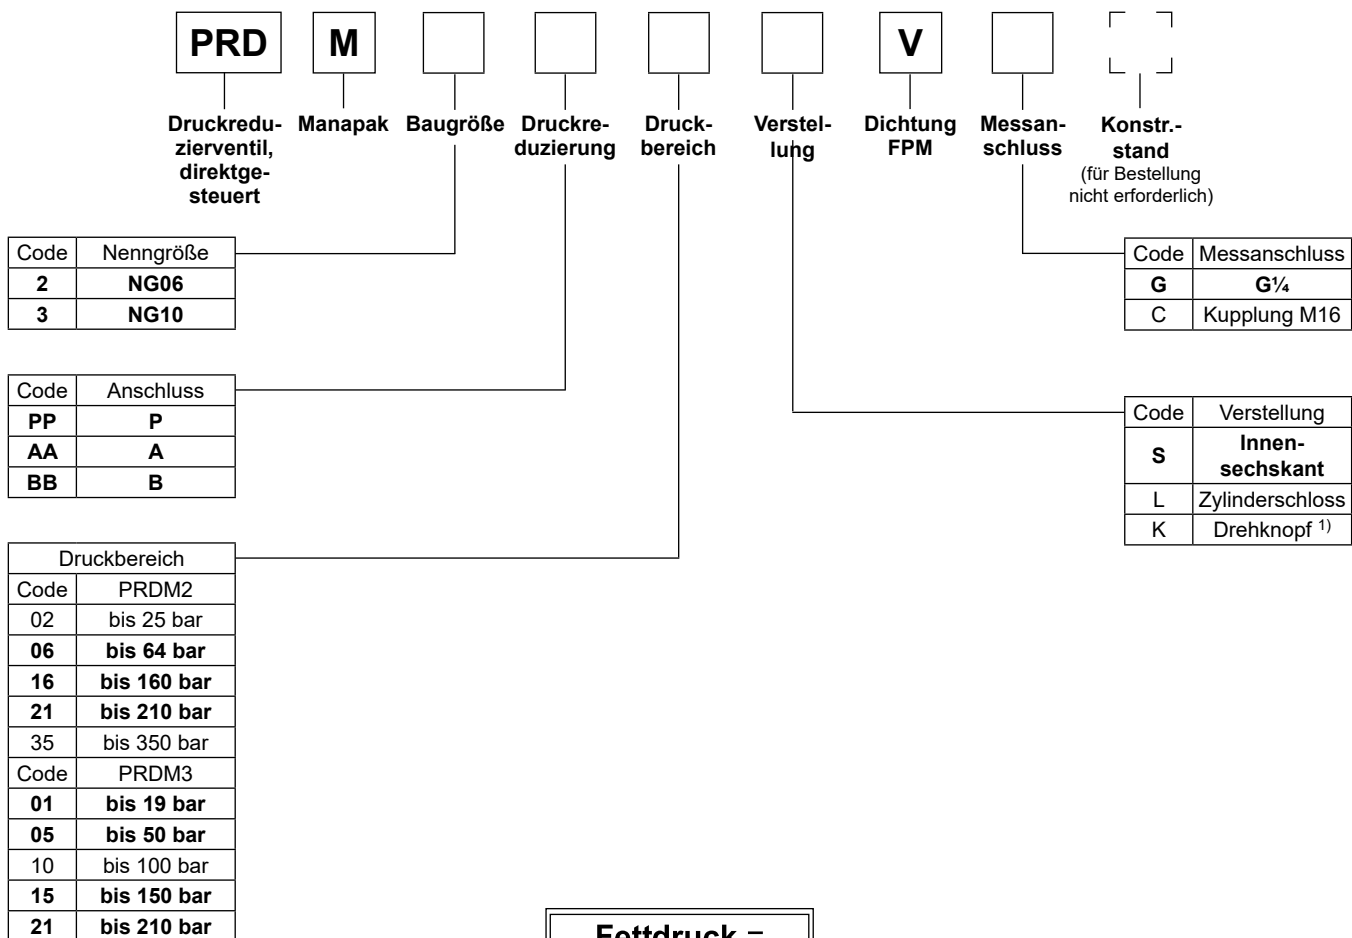 PRD M V
Druckredu-
zierventil,
direktge-
steuert
Manapak
Baugröße
Druckre-
duzierung
Druck-
bereich
Verstel-
lung
Dichtung
FPM
Messan-
schluss
Konstr.-
stand
(für Bestellung
nicht erforderlich)
Code Nenngröße
2 NG06
3 NG10
Code Anschluss
PP P
AA A
BB B
Druckbereich
Code PRDM2
02 bis 25 bar
06 bis 64 bar
16 bis 160 bar
21 bis 210 bar
35 bis 350 bar
Code PRDM3
01 bis 19 bar
05 bis 50 bar
10 bis 100 bar
15 bis 150 bar
21 bis 210 bar
Code Messanschluss
G G¼
C Kupplung M16
Code Verstellung
S Innen-
sechskant
L Zylinderschloss
K Drehknopf 1)
Fettdruck =